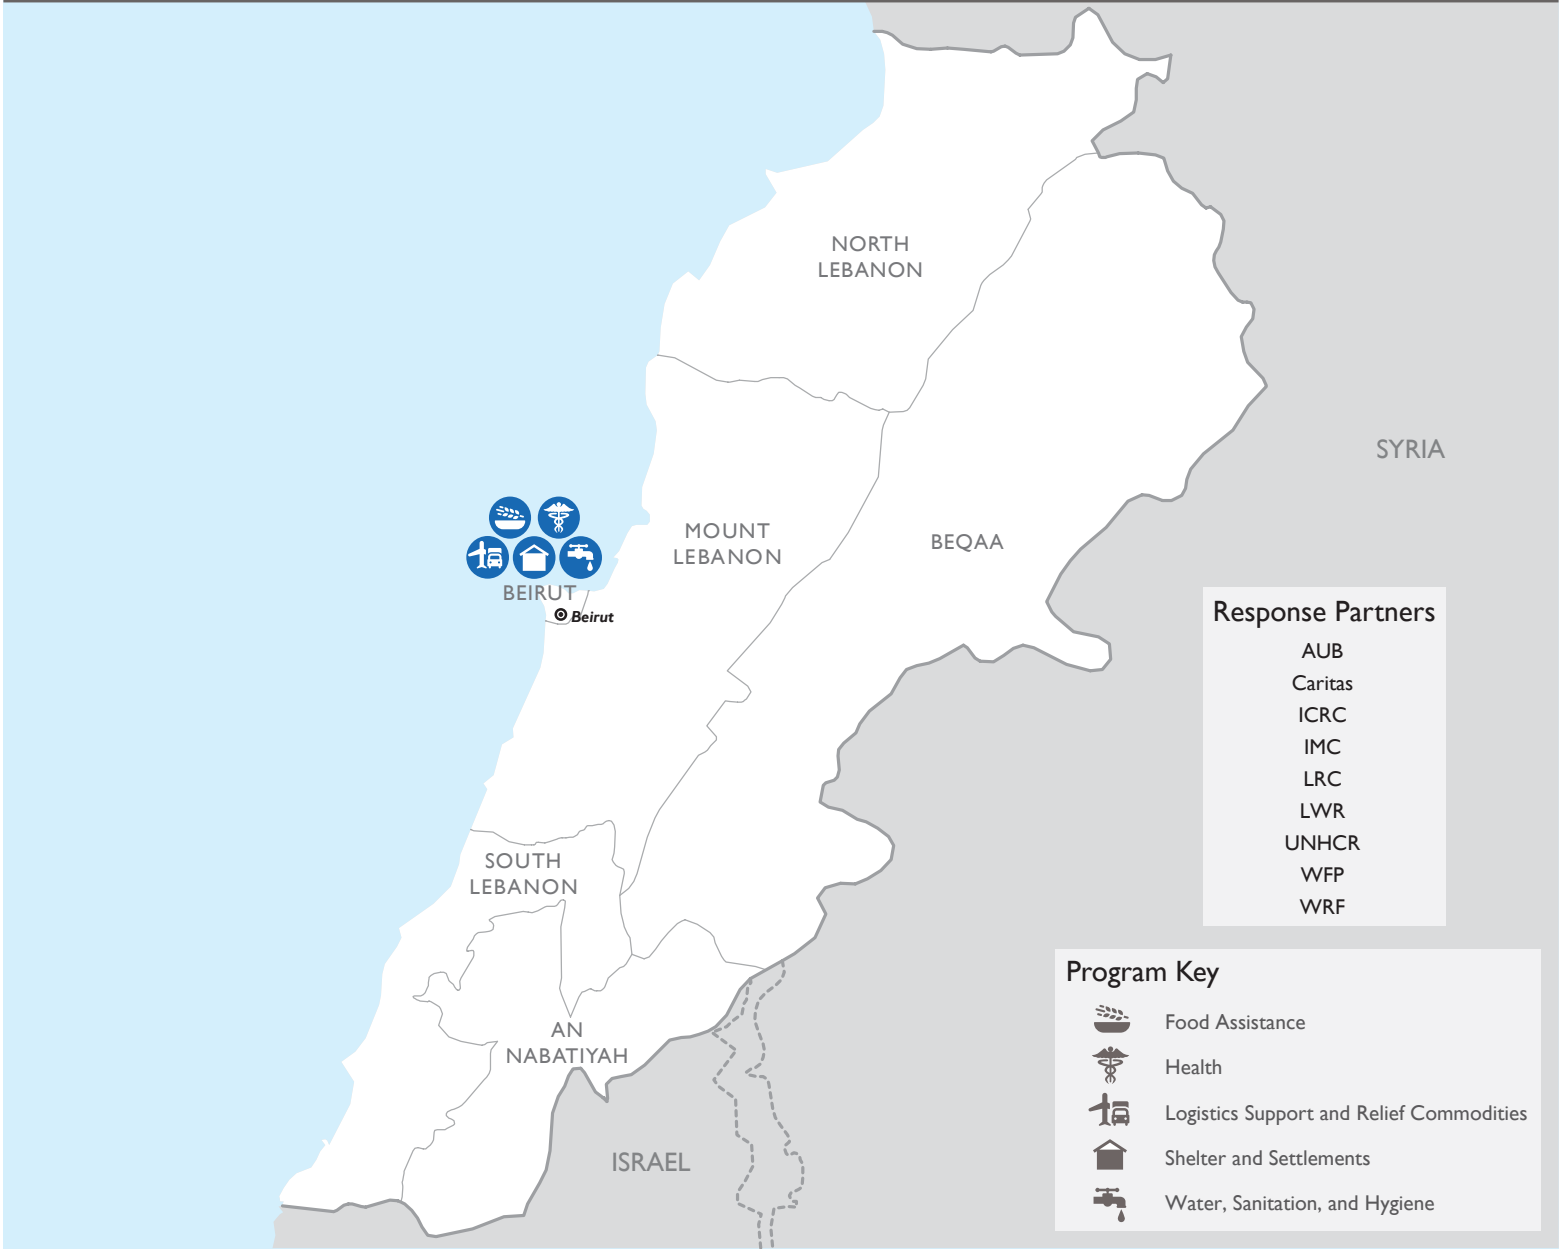 NORTH
LEBANON
SYRIA
MOUNT
LEBANON
BEQAA
BEIRUT
Beirut
Response Partners
AUB
Caritas
ICRC
IMC
LRC
LWR
UNHCR
WFP
WRF
SOUTH
LEBANON
AN
NABATIYAH
ISRAEL
Program Key
Food Assistance
Health
Logistics Support and Relief Commodities
Shelter and Settlements
Water, Sanitation, and Hygiene